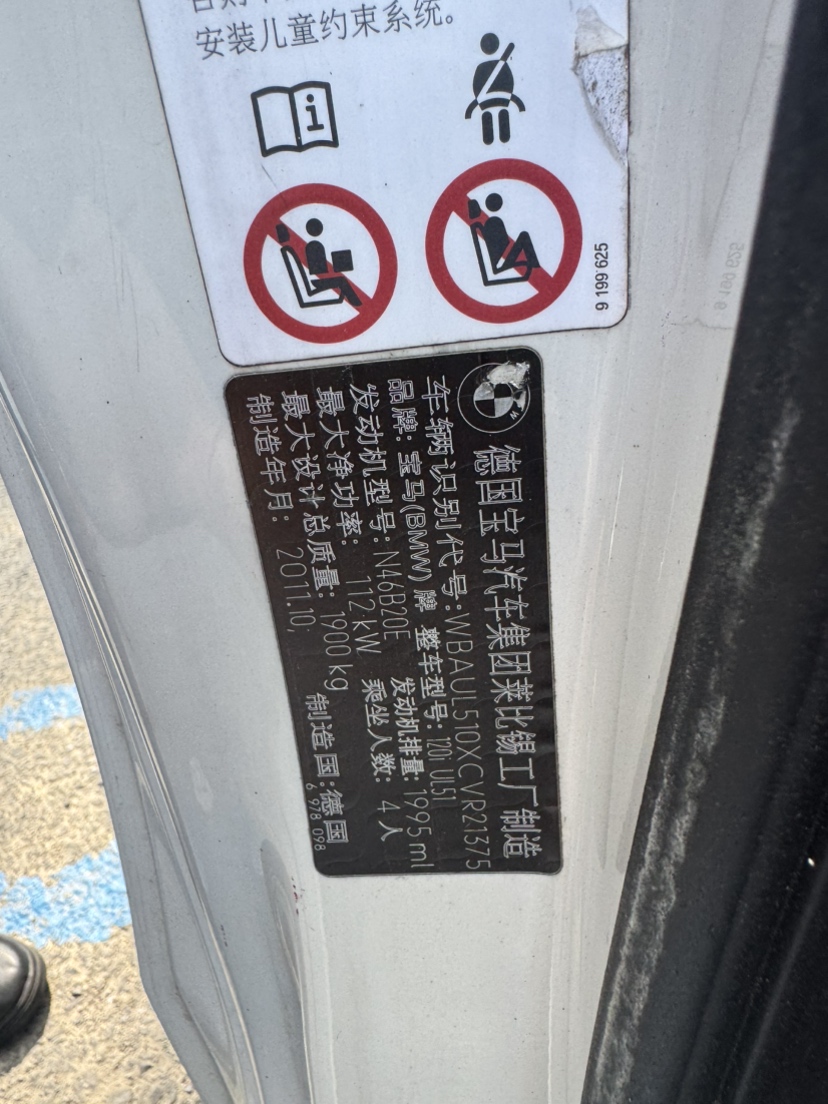 安装儿童约束系统。
9 199 625
德国宝马汽车集团莱比锡工厂制造
车辆识别代号:WBAUL510XCVR21375
品牌: 宝马(BMW)牌 整车型号: 120i UL51
发动机型号: N46B20E 发动机排量: 1995 ml
最大净功率: 112 kW 乘坐人数: 4 人
最大设计总质量: 1900 kg
制造年月: 2011.10; 制造国: 德国
6 978 098